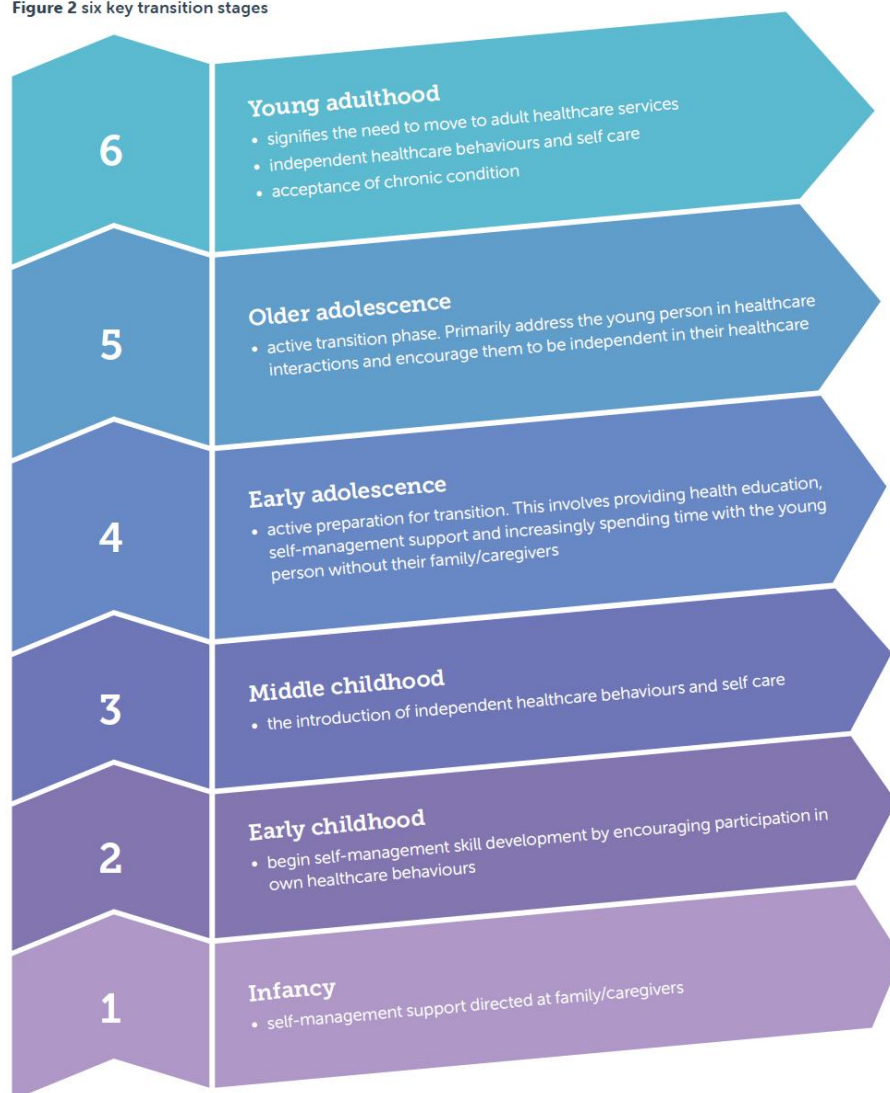 Figure 2 six key transition stages
6
Young adulthood
• signifies the need to move to adult healthcare services
• independent healthcare behaviours and self care
• acceptance of chronic condition
5
Older adolescence
• active transition phase. Primarily address the young person in healthcare
interactions and encourage them to be independent in their healthcare
4
Early adolescence
• active preparation for transition. This involves providing health education,
self-management support and increasingly spending time with the young
person without their family/caregivers
3
Middle childhood
• the introduction of independent healthcare behaviours and self care
2
Early childhood
• begin self-management skill development by encouraging participation in
own healthcare behaviours
1
Infancy
• self-management support directed at family/caregivers